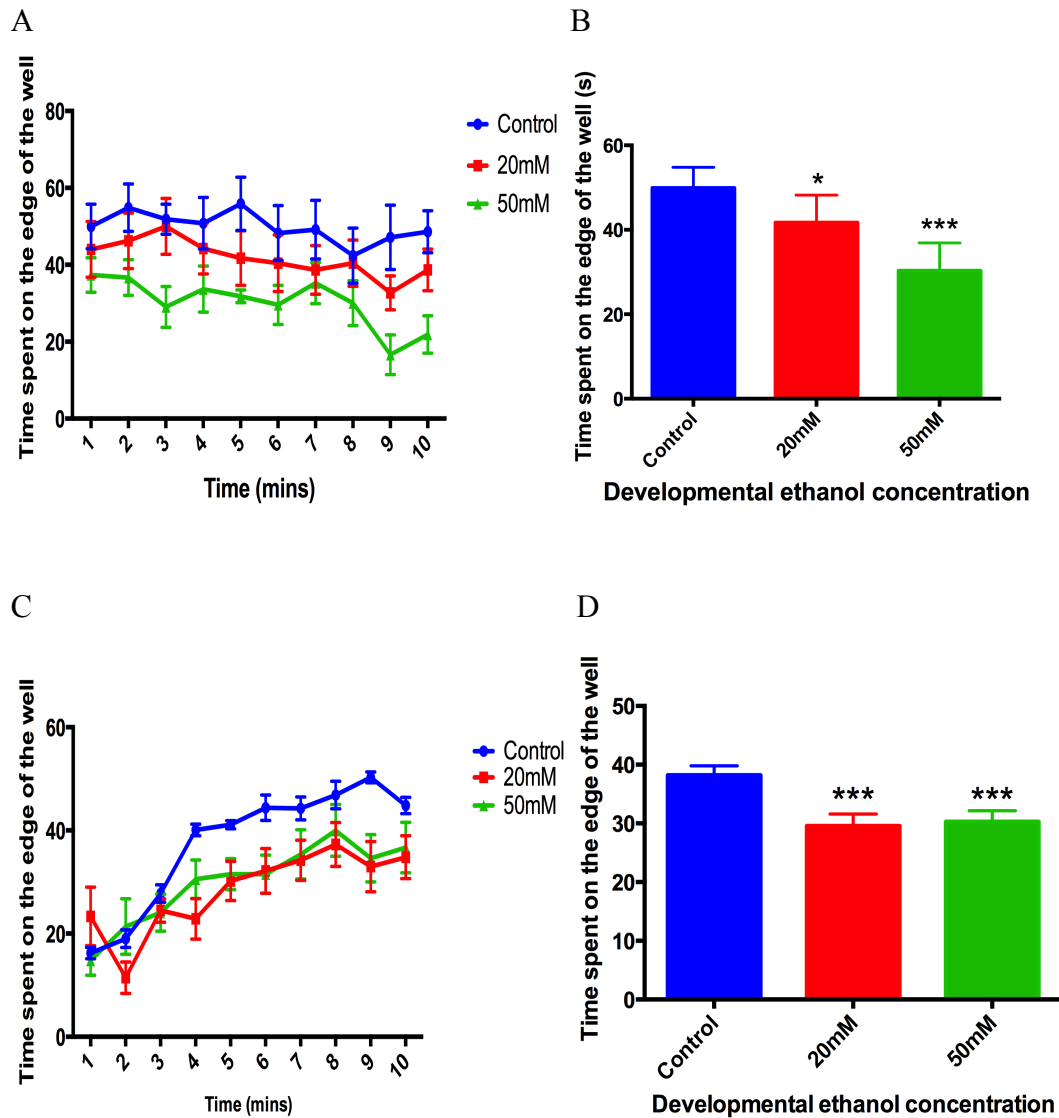 A
Time spent on the edge of the well
80
60
40
20
0
1 2 3 4 5 6 7 8 9 10
Time (mins)
Control
20mM
50mM
B
Time spent on the edge of the well (s)
60
40
20
0
*
***
Control
20mM
50mM
Developmental ethanol concentration
C
Time spent on the edge of the well
60
40
20
0
1 2 3 4 5 6 7 8 9 10
Time (mins)
Control
20mM
50mM
D
Time spent on the edge of the well
50
40
30
20
10
0
***
***
Control
20mM
50mM
Developmental ethanol concentration